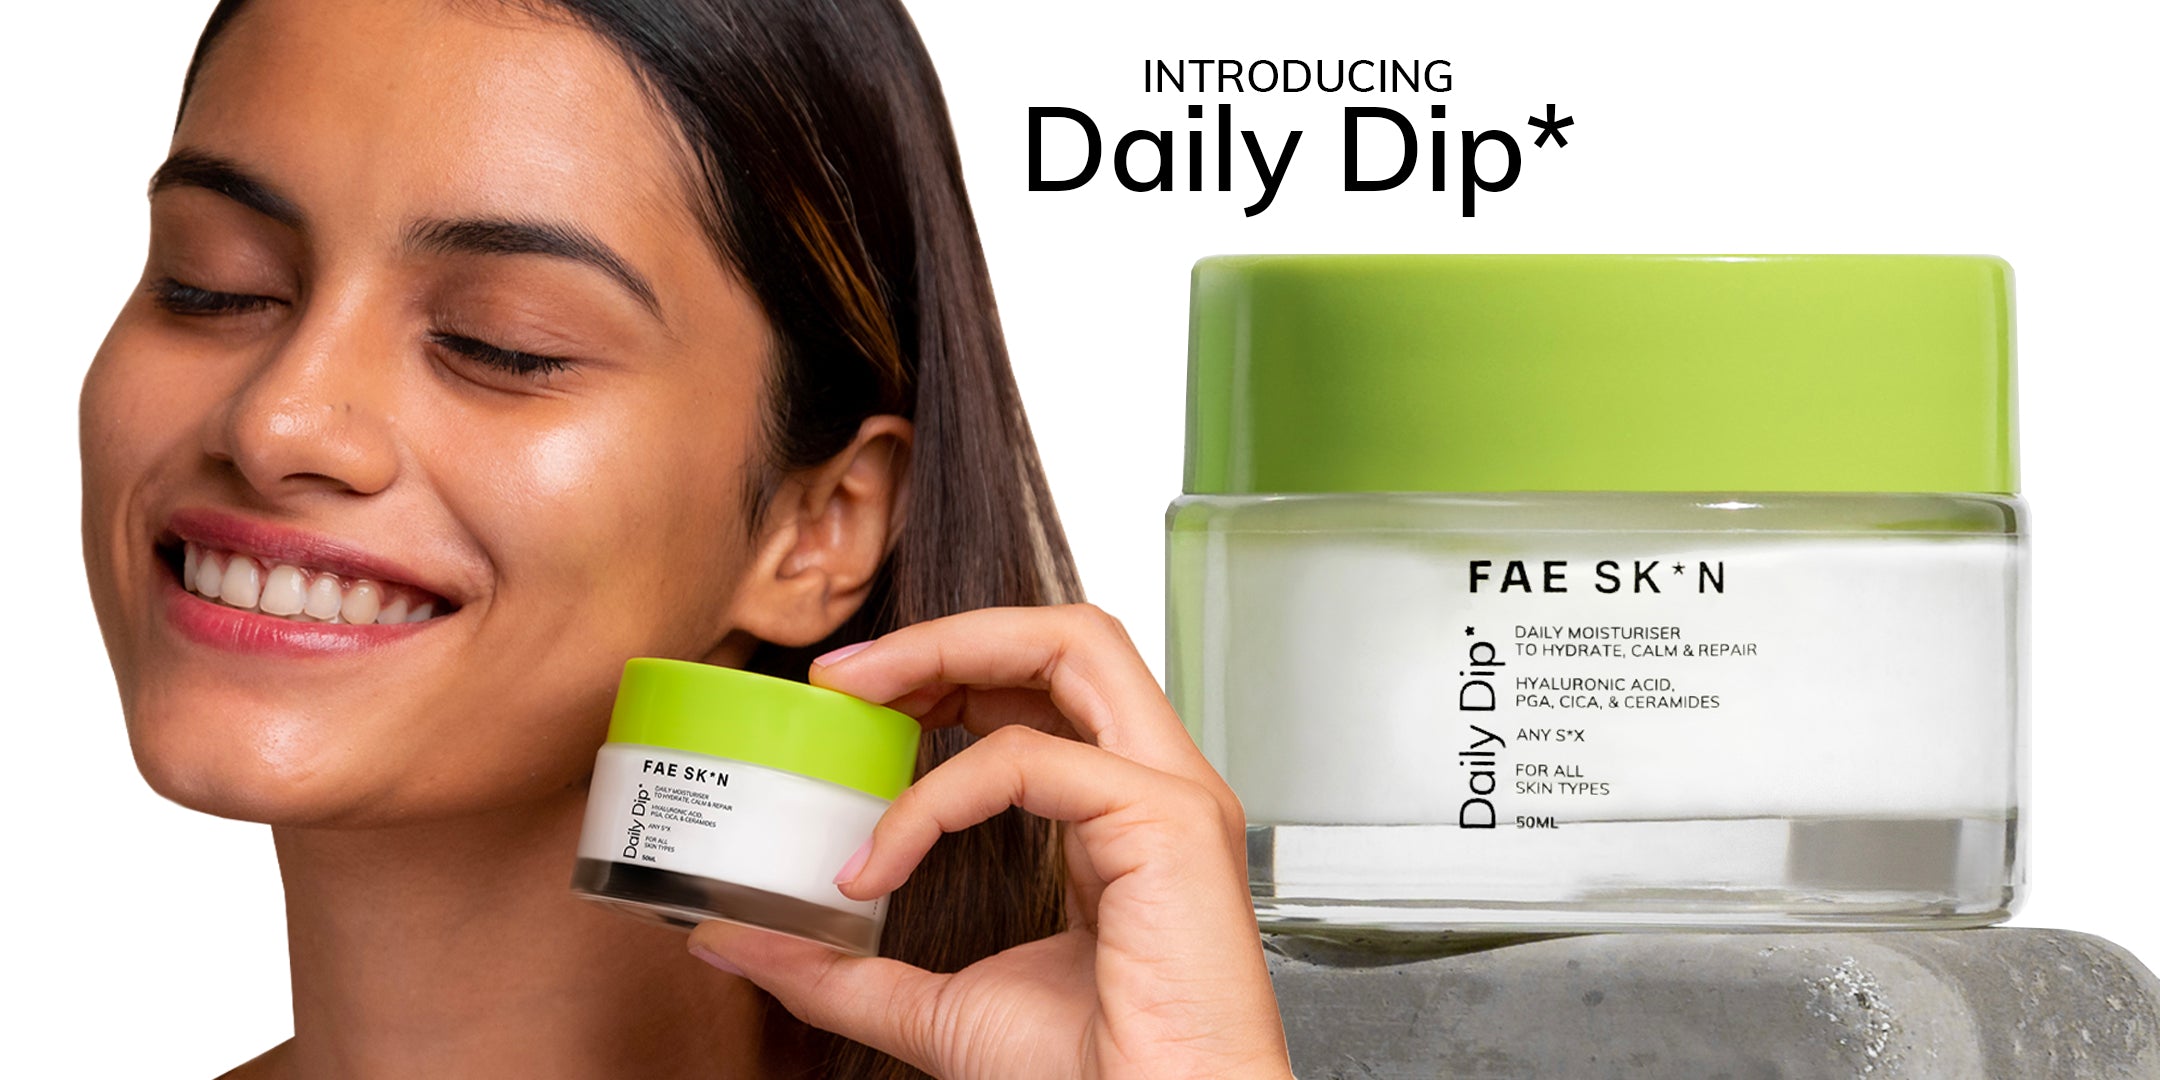 INTRODUCING
Daily Dip*
FAE SK*N
Daily Dip*
DAILY MOISTURISER
TO HYDRATE, CALM & REPAIR
HYALURONIC ACID,
PGA, CICA, & CERAMIDES
ANY S*X
FOR ALL
SKIN TYPES
50ML
FAE SK*N
Daily Dip*
DAILY MOISTURISER
TO HYDRATE, CALM & REPAIR
HYALURONIC ACID,
PGA, CICA, & CERAMIDES
ANY S*X
FOR ALL
SKIN TYPES
50ML